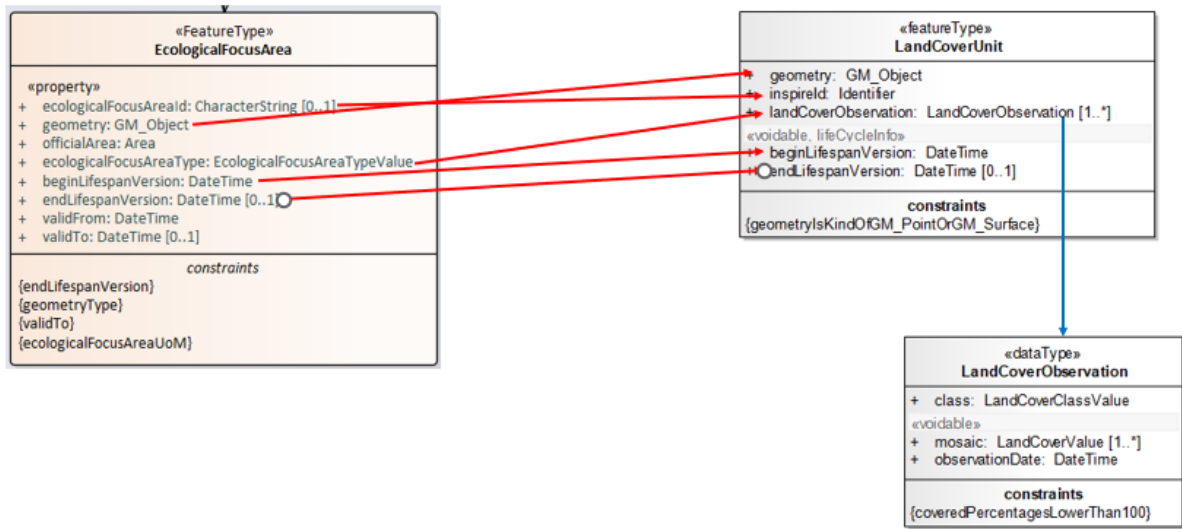 «FeatureType»
EcologicalFocusArea
«property»
+ ecologicalFocusAreaId: CharacterString [0..1]
+ geometry: GM_Object
+ officialArea: Area
+ ecologicalFocusAreaType: EcologicalFocusAreaTypeValue
+ beginLifespanVersion: DateTime
+ endLifespanVersion: DateTime [0..1]
+ validFrom: DateTime
+ validTo: DateTime [0..1]
constraints
{endLifespanVersion}
{geometryType}
{validTo}
{ecologicalFocusAreaUoM}
«featureType»
LandCoverUnit
+ geometry: GM_Object
+ inspireId: Identifier
+ landCoverObservation: LandCoverObservation [1..*]
«voidable, lifeCycleInfo»
+ beginLifespanVersion: DateTime
+ endLifespanVersion: DateTime [0..1]
constraints
{geometryIsKindOfGM_PointOrGM_Surface}
«dataType»
LandCoverObservation
+ class: LandCoverClassValue
«voidable»
+ mosaic: LandCoverValue [1..*]
+ observationDate: DateTime
constraints
{coveredPercentagesLowerThan100}